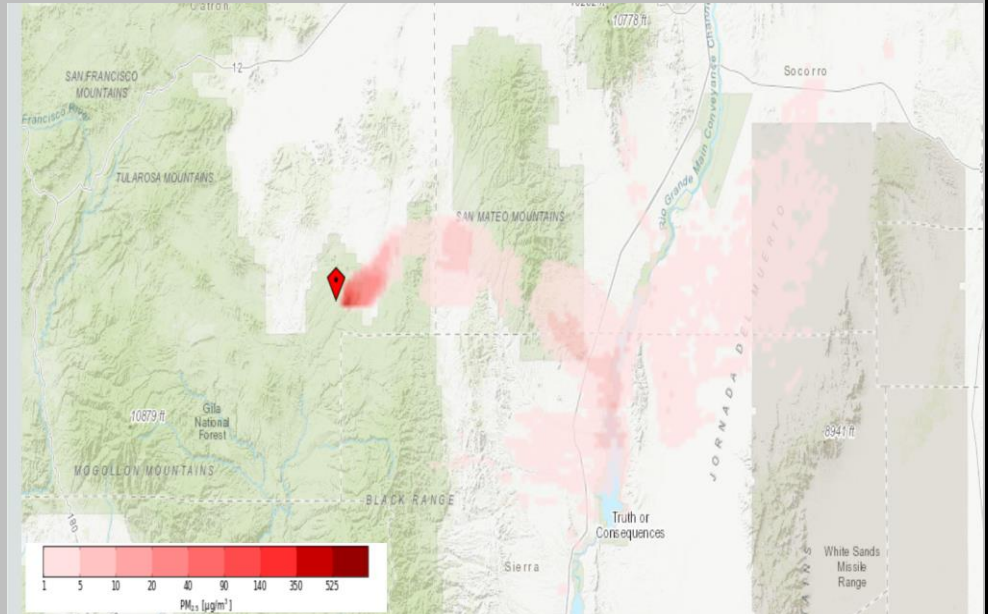 Catron
10778 ft
12
SAN FRANCISCO
MOUNTAINS
Socorro
Francisco River
Rio Grande Main Conveyance Channel
TULAROSA MOUNTAINS
SAN MATEO MOUNTAINS
JORNADA DEL MUERTO
10879 ft
Gila
National
Forest
8941 ft
MOGOLLON MOUNTAINS
BLACK RANGE
180
Truth or
Consequences
Sierra
White Sands
Missile
Range
1 5 10 20 40 90 140 350 525
PM₂.₅ [µg/m³]